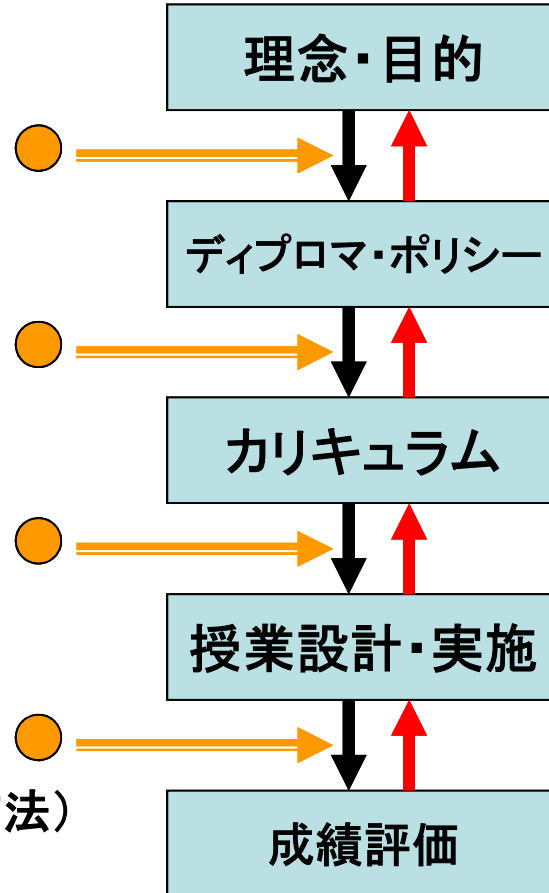 理念・目的
ディプロマ・ポリシー
カリキュラム
授業設計・実施
法）
成績評価